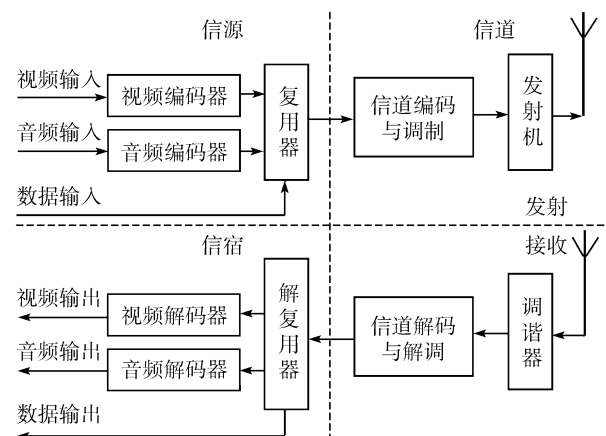 信源
信道
视频输入
视频编码器
音频输入
音频编码器
数据输入
复
用
器
信道编码
与调制
发
射
机
发射
信宿
接收
视频输出
视频解码器
音频输出
音频解码器
数据输出
解
复
用
器
信道解码
与解调
调
谐
器